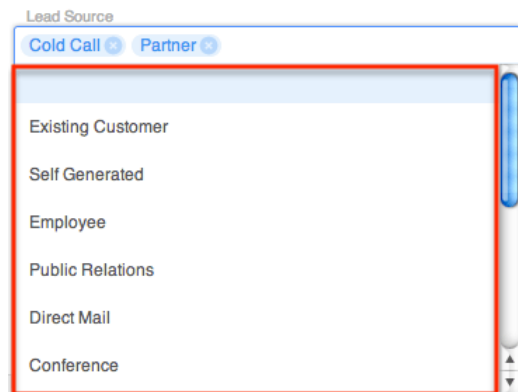 Lead Source
Cold Call Partner
Existing Customer
Self Generated
Employee
Public Relations
Direct Mail
Conference